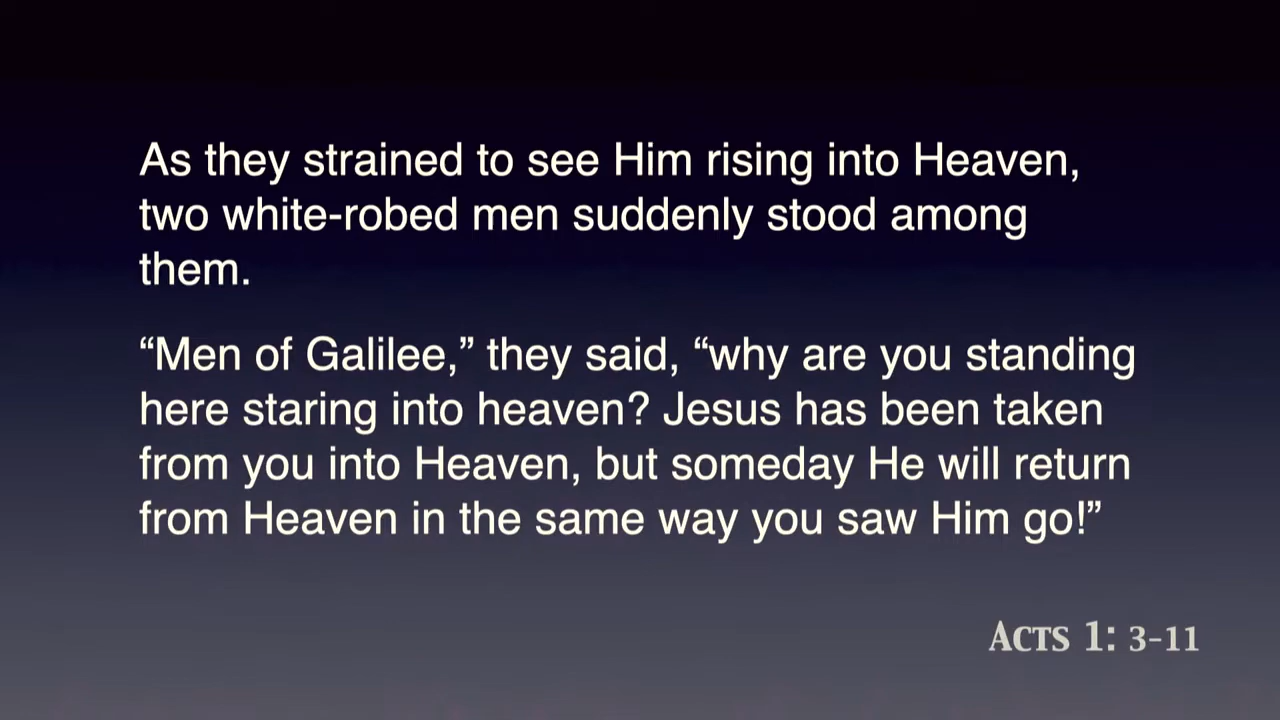 As they strained to see Him rising into Heaven,
two white-robed men suddenly stood among
them.
“Men of Galilee,” they said, “why are you standing
here staring into heaven? Jesus has been taken
from you into Heaven, but someday He will return
from Heaven in the same way you saw Him go!”
Acts 1: 3-11